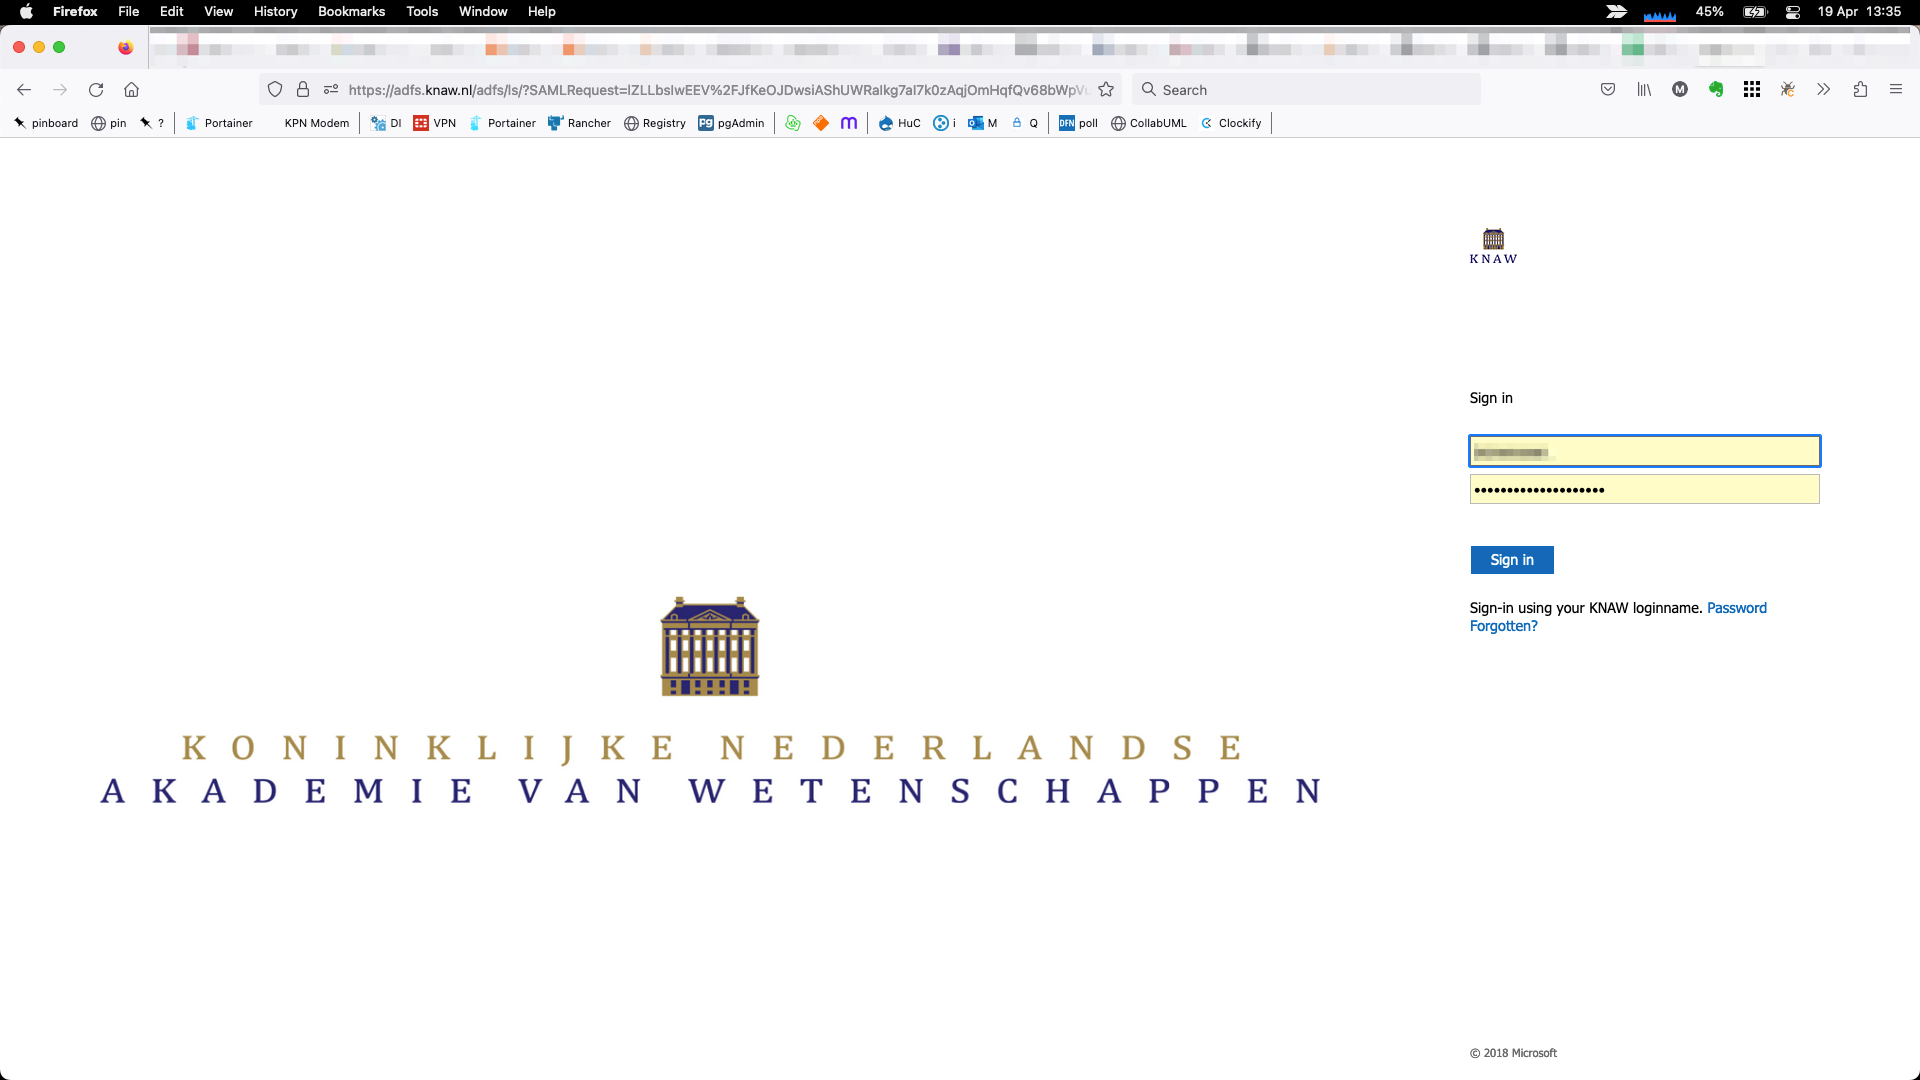 Firefox File Edit View History Bookmarks Tools Window Help 45% 19 Apr 13:35
https://adfs.knaw.nl/adfs/ls/?SAMLRequest= Search M
pinboard pin ? Portainer KPN Modem DI VPN Portainer Rancher Registry pgAdmin m HuC i M Q DFN poll CollabUML Clockify
KNAW
Sign in
Sign in
Sign-in using your KNAW loginname. Password
Forgotten?
KONINKLIJKE NEDERLANDSE
AKADEMIE VAN WETENSCHAPPEN
© 2018 Microsoft